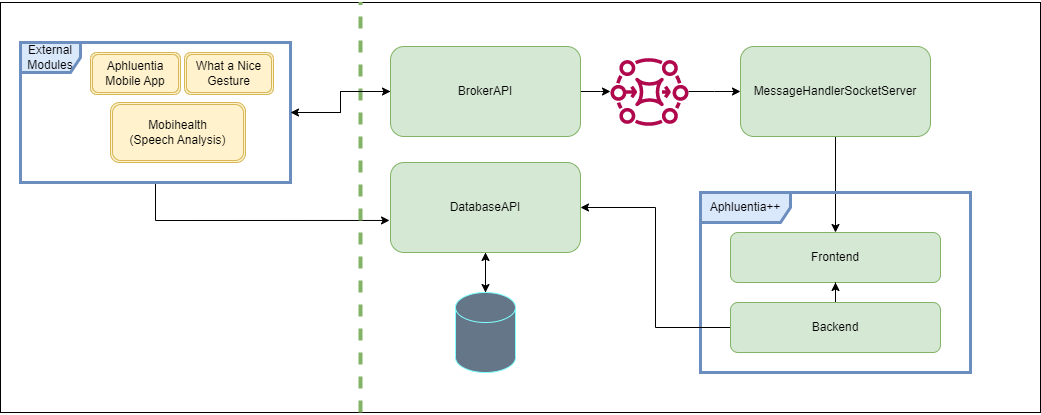 External
Modules
Aphluentia
Mobile App
What a Nice
Gesture
Mobihealth
(Speech Analysis)
BrokerAPI
MessageHandlerSocketServer
DatabaseAPI
Aphluentia++
Frontend
Backend